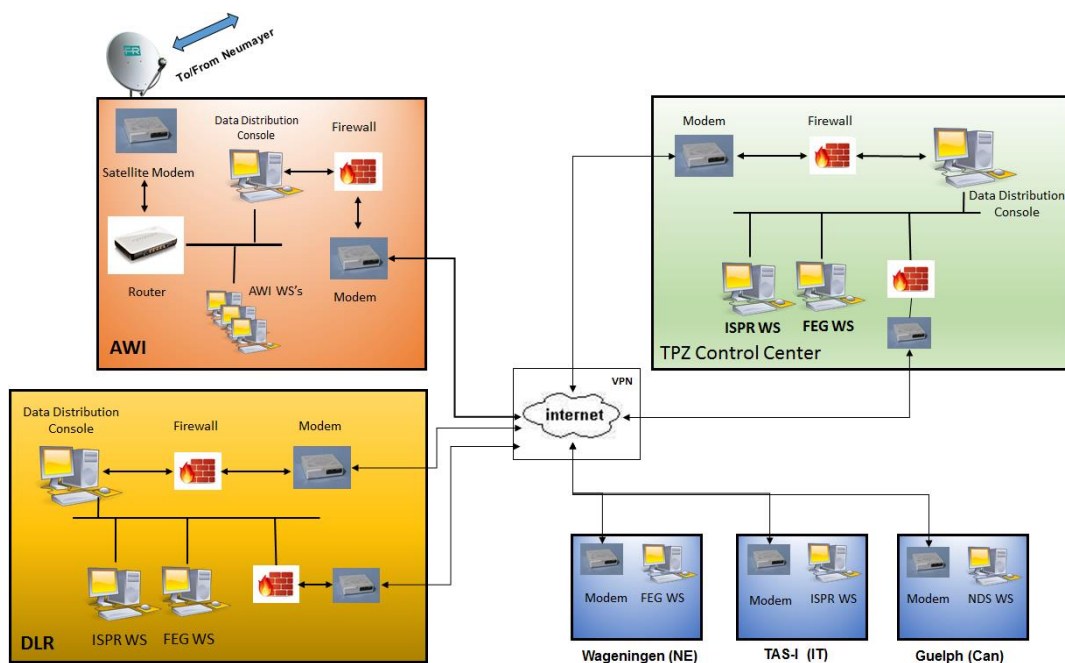 To/From Neumayer
Data Distribution
Console
Firewall
Satellite Modem
Router
AWI WS's
Modem
AWI
Modem
Firewall
Data Distribution
Console
ISPR WS
FEG WS
TPZ Control Center
VPN
internet
Data Distribution
Console
Firewall
Modem
ISPR WS
FEG WS
DLR
Modem
FEG WS
Wageningen (NE)
Modem
ISPR WS
TAS-I (IT)
Modem
NDS WS
Guelph (Can)